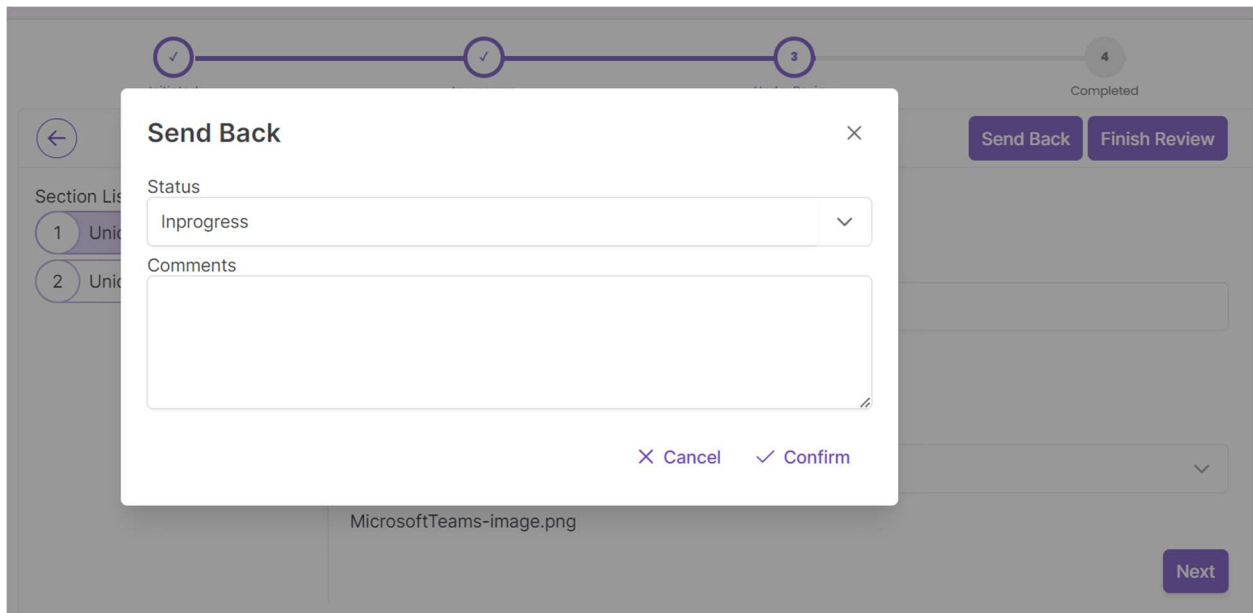 3
4
Completed
Send Back
Send Back
Finish Review
Status
Section Lis
Inprogress
1 Unic
Comments
2 Unic
Cancel
Confirm
MicrosoftTeams-image.png
Next